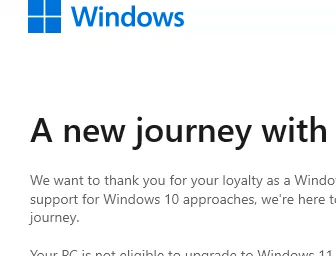 Windows
A new journey with
We want to thank you for your loyalty as a Windo
support for Windows 10 approaches, we're here t
journey.
Your PC is not eligible to upgrade to Windows 11